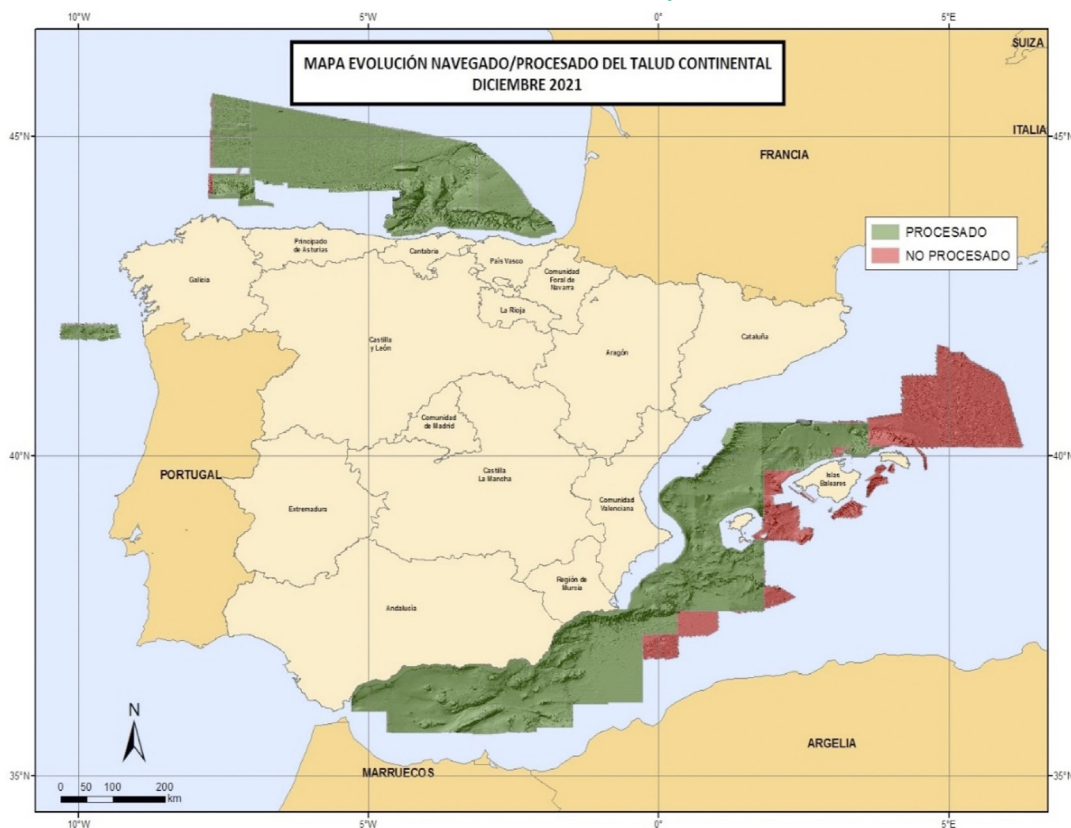 10°W
5°W
0°
5°E
MAPA EVOLUCIÓN NAVEGADO/PROCESADO DEL TALUD CONTINENTAL
DICIEMBRE 2021
SUIZA
45°N
ITALIA
45°N
FRANCIA
PROCESADO
NO PROCESADO
Principado
de Asturias
Cantabria
País Vasco
Galicia
Comunidad
Foral de
Navarra
La Rioja
Castilla
y León
Cataluña
Aragón
Comunidad
de Madrid
40°N
40°N
PORTUGAL
Castilla
La Mancha
Islas
Baleares
Extremadura
Comunidad
Valenciana
Región de
Murcia
Andalucía
N
ARGELIA
MARRUECOS
35°N
35°N
0 50 100 200
km
10°W
5°W
0°
5°E